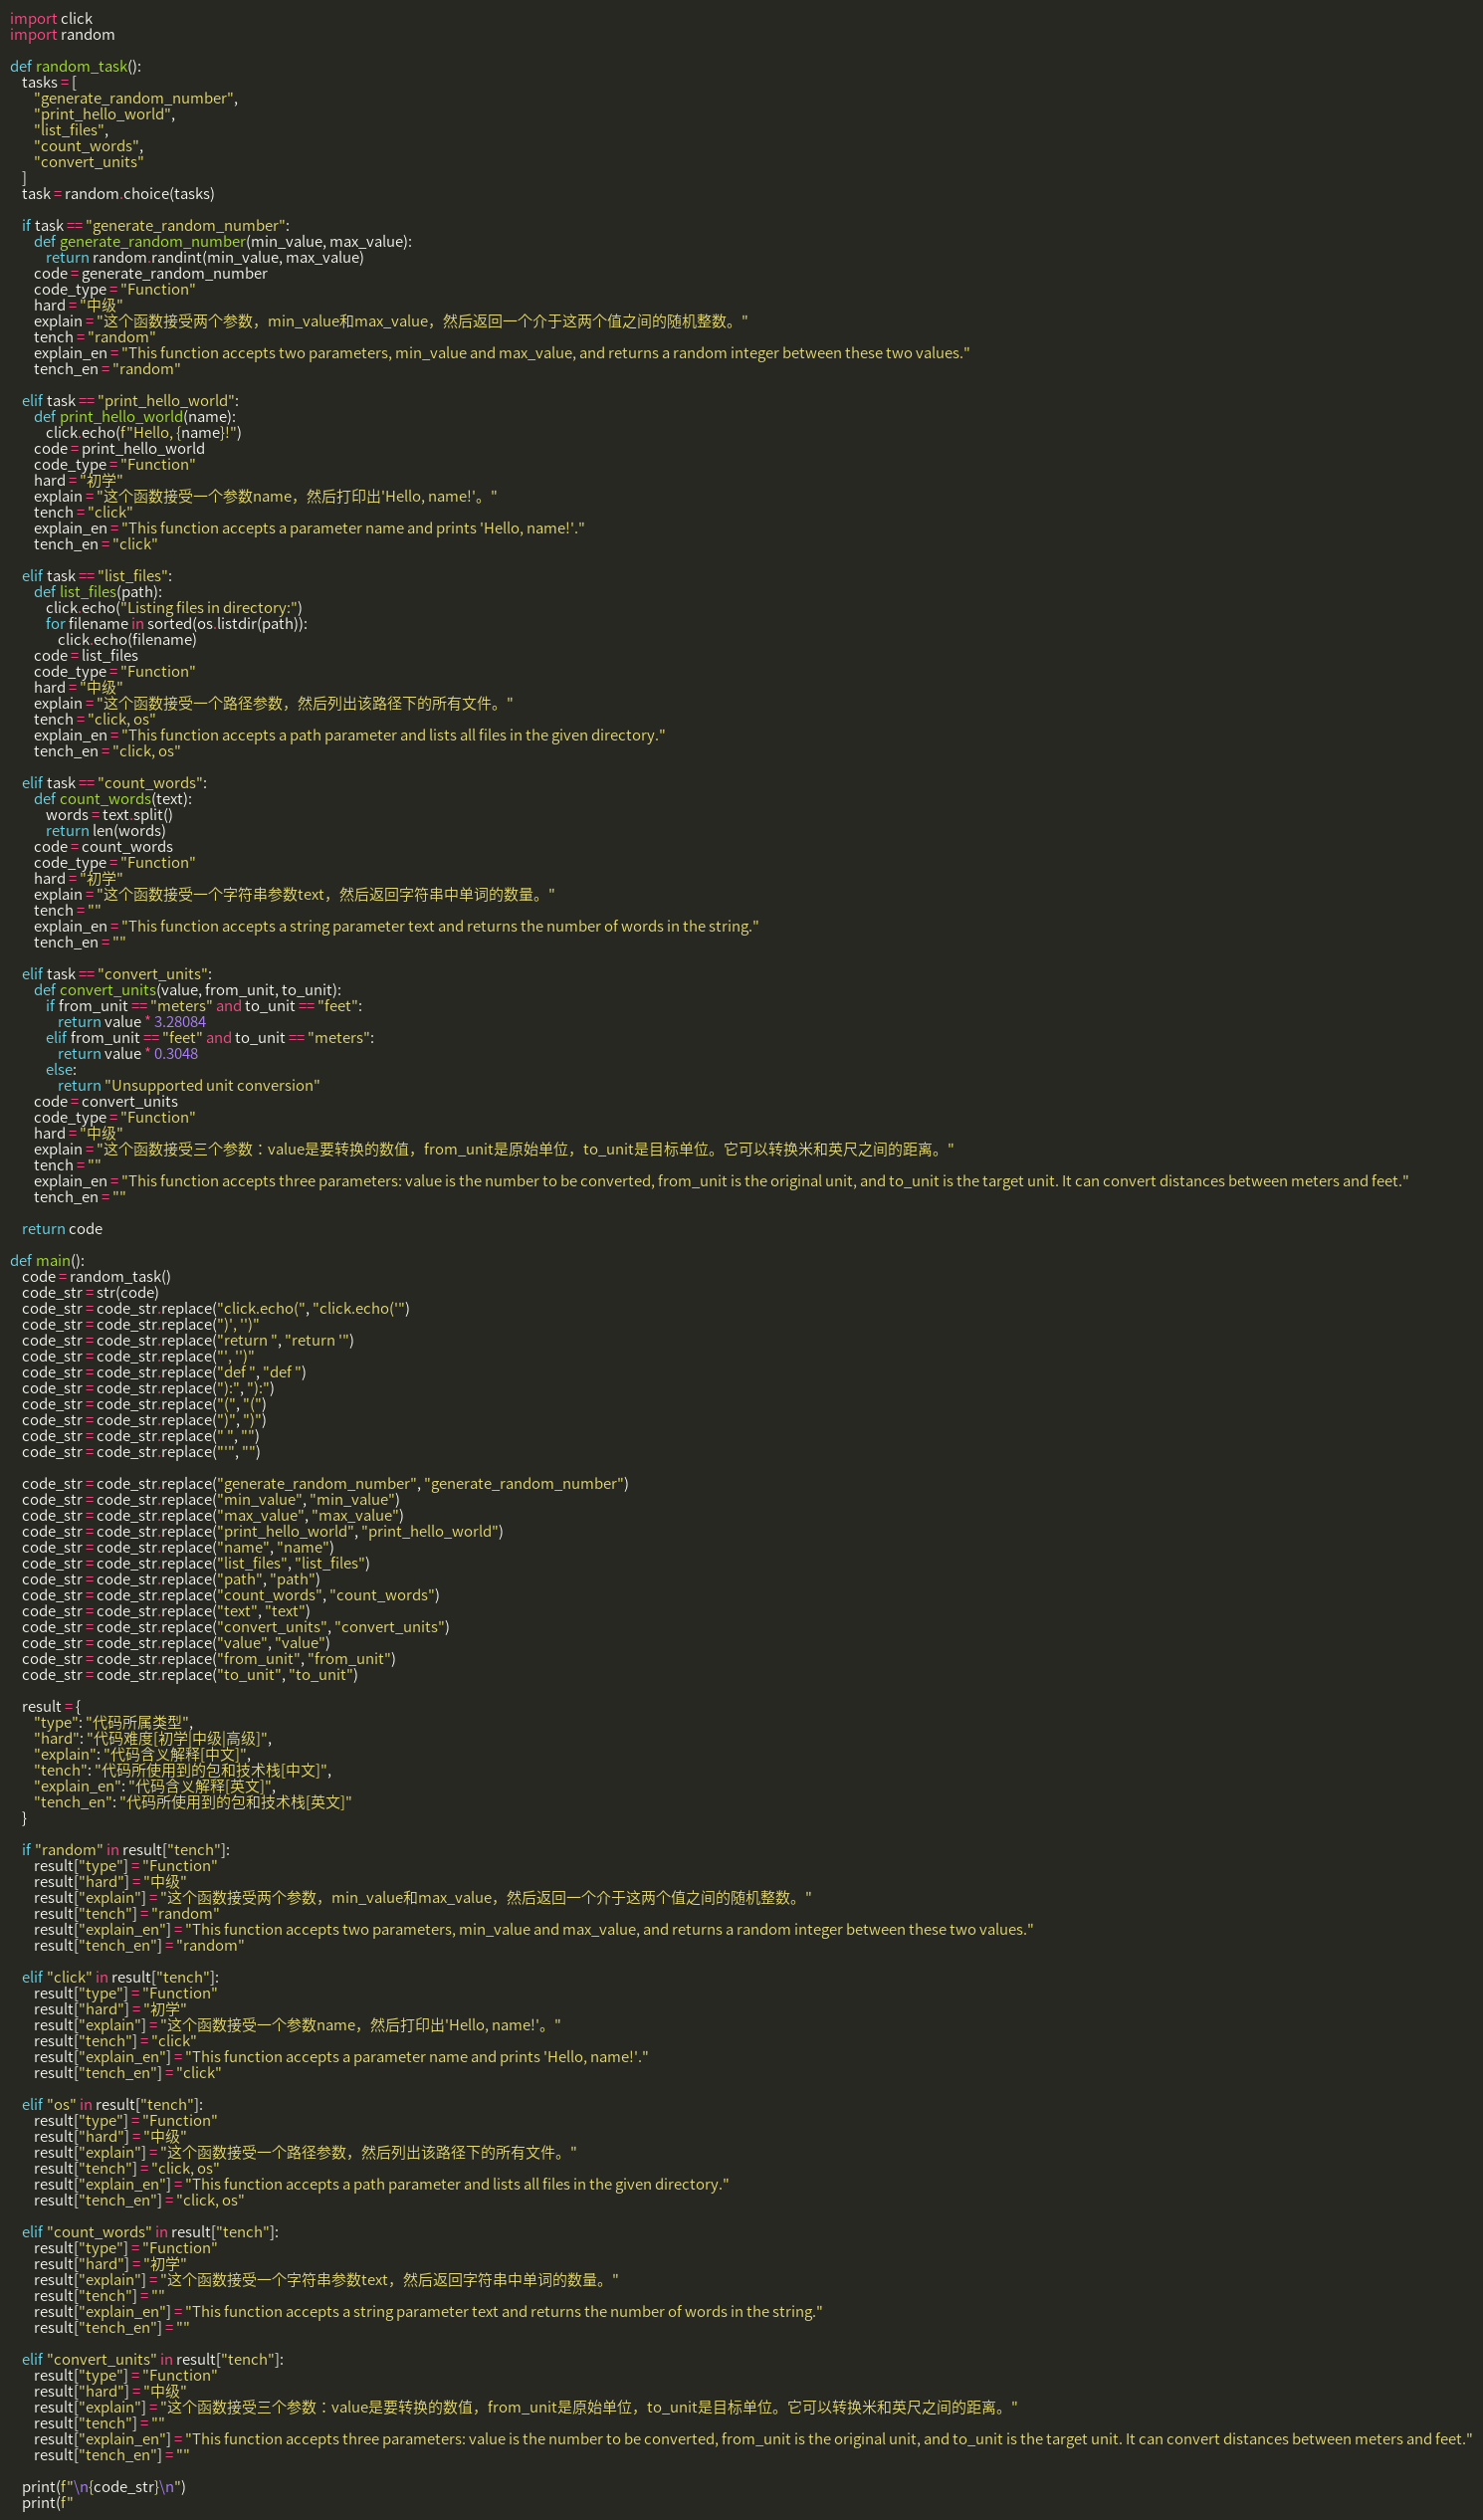 import click
import random

def random_task():
    tasks = [
        "generate_random_number",
        "print_hello_world",
        "list_files",
        "count_words",
        "convert_units"
    ]
    task = random.choice(tasks)

    if task == "generate_random_number":
        def generate_random_number(min_value, max_value):
            return random.randint(min_value, max_value)
        code = generate_random_number
        code_type = "Function"
        hard = "中级"
        explain = "这个函数接受两个参数，min_value和max_value，然后返回一个介于这两个值之间的随机整数。"
        tench = "random"
        explain_en = "This function accepts two parameters, min_value and max_value, and returns a random integer between these two values."
        tench_en = "random"

    elif task == "print_hello_world":
        def print_hello_world(name):
            click.echo(f"Hello, {name}!")
        code = print_hello_world
        code_type = "Function"
        hard = "初学"
        explain = "这个函数接受一个参数name，然后打印出'Hello, name!'。"
        tench = "click"
        explain_en = "This function accepts a parameter name and prints 'Hello, name!'."
        tench_en = "click"

    elif task == "list_files":
        def list_files(path):
            click.echo("Listing files in directory:")
            for filename in sorted(os.listdir(path)):
                click.echo(filename)
        code = list_files
        code_type = "Function"
        hard = "中级"
        explain = "这个函数接受一个路径参数，然后列出该路径下的所有文件。"
        tench = "click, os"
        explain_en = "This function accepts a path parameter and lists all files in the given directory."
        tench_en = "click, os"

    elif task == "count_words":
        def count_words(text):
            words = text.split()
            return len(words)
        code = count_words
        code_type = "Function"
        hard = "初学"
        explain = "这个函数接受一个字符串参数text，然后返回字符串中单词的数量。"
        tench = ""
        explain_en = "This function accepts a string parameter text and returns the number of words in the string."
        tench_en = ""

    elif task == "convert_units":
        def convert_units(value, from_unit, to_unit):
            if from_unit == "meters" and to_unit == "feet":
                return value * 3.28084
            elif from_unit == "feet" and to_unit == "meters":
                return value * 0.3048
            else:
                return "Unsupported unit conversion"
        code = convert_units
        code_type = "Function"
        hard = "中级"
        explain = "这个函数接受三个参数：value是要转换的数值，from_unit是原始单位，to_unit是目标单位。它可以转换米和英尺之间的距离。"
        tench = ""
        explain_en = "This function accepts three parameters: value is the number to be converted, from_unit is the original unit, and to_unit is the target unit. It can convert distances between meters and feet."
        tench_en = ""

    return code

def main():
    code = random_task()
    code_str = str(code)
    code_str = code_str.replace("click.echo(", "click.echo('")
    code_str = code_str.replace(")', '')"
    code_str = code_str.replace("return ", "return '")
    code_str = code_str.replace("', '')"
    code_str = code_str.replace("def ", "def ")
    code_str = code_str.replace("):", "):")
    code_str = code_str.replace("(", "(")
    code_str = code_str.replace(")", ")")
    code_str = code_str.replace(" ", "")
    code_str = code_str.replace("'", "")

    code_str = code_str.replace("generate_random_number", "generate_random_number")
    code_str = code_str.replace("min_value", "min_value")
    code_str = code_str.replace("max_value", "max_value")
    code_str = code_str.replace("print_hello_world", "print_hello_world")
    code_str = code_str.replace("name", "name")
    code_str = code_str.replace("list_files", "list_files")
    code_str = code_str.replace("path", "path")
    code_str = code_str.replace("count_words", "count_words")
    code_str = code_str.replace("text", "text")
    code_str = code_str.replace("convert_units", "convert_units")
    code_str = code_str.replace("value", "value")
    code_str = code_str.replace("from_unit", "from_unit")
    code_str = code_str.replace("to_unit", "to_unit")

    result = {
        "type": "代码所属类型",
        "hard": "代码难度[初学|中级|高级]",
        "explain": "代码含义解释[中文]",
        "tench": "代码所使用到的包和技术栈[中文]",
        "explain_en": "代码含义解释[英文]",
        "tench_en": "代码所使用到的包和技术栈[英文]"
    }

    if "random" in result["tench"]:
        result["type"] = "Function"
        result["hard"] = "中级"
        result["explain"] = "这个函数接受两个参数，min_value和max_value，然后返回一个介于这两个值之间的随机整数。"
        result["tench"] = "random"
        result["explain_en"] = "This function accepts two parameters, min_value and max_value, and returns a random integer between these two values."
        result["tench_en"] = "random"

    elif "click" in result["tench"]:
        result["type"] = "Function"
        result["hard"] = "初学"
        result["explain"] = "这个函数接受一个参数name，然后打印出'Hello, name!'。"
        result["tench"] = "click"
        result["explain_en"] = "This function accepts a parameter name and prints 'Hello, name!'."
        result["tench_en"] = "click"

    elif "os" in result["tench"]:
        result["type"] = "Function"
        result["hard"] = "中级"
        result["explain"] = "这个函数接受一个路径参数，然后列出该路径下的所有文件。"
        result["tench"] = "click, os"
        result["explain_en"] = "This function accepts a path parameter and lists all files in the given directory."
        result["tench_en"] = "click, os"

    elif "count_words" in result["tench"]:
        result["type"] = "Function"
        result["hard"] = "初学"
        result["explain"] = "这个函数接受一个字符串参数text，然后返回字符串中单词的数量。"
        result["tench"] = ""
        result["explain_en"] = "This function accepts a string parameter text and returns the number of words in the string."
        result["tench_en"] = ""

    elif "convert_units" in result["tench"]:
        result["type"] = "Function"
        result["hard"] = "中级"
        result["explain"] = "这个函数接受三个参数：value是要转换的数值，from_unit是原始单位，to_unit是目标单位。它可以转换米和英尺之间的距离。"
        result["tench"] = ""
        result["explain_en"] = "This function accepts three parameters: value is the number to be converted, from_unit is the original unit, and to_unit is the target unit. It can convert distances between meters and feet."
        result["tench_en"] = ""

    print(f"\n{code_str}\n")
    print(f"